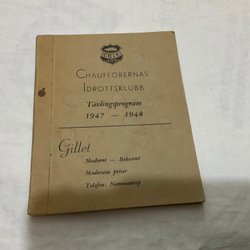 CHAUFFÖRERNAS
IDROTTSKLUBB
Tävlingsprogram
1947 — 1948
Gillet
Modernt — Bekvämt
Moderata priser
Telefon: Namnanrop